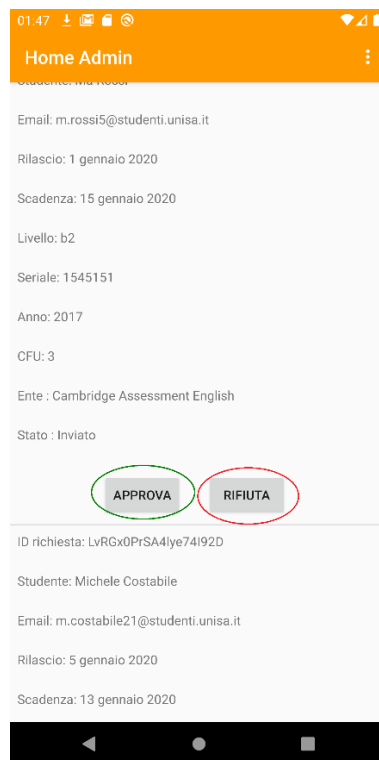 01:47
Home Admin
Email: m.rossi5@studenti.unisa.it
Rilascio: 1 gennaio 2020
Scadenza: 15 gennaio 2020
Livello: b2
Seriale: 1545151
Anno: 2017
CFU: 3
Ente : Cambridge Assessment English
Stato : Inviato
APPROVA RIFIUTA
ID richiesta: LvRGx0PrSA4lye74I92D
Studente: Michele Costabile
Email: m.costabile21@studenti.unisa.it
Rilascio: 5 gennaio 2020
Scadenza: 13 gennaio 2020